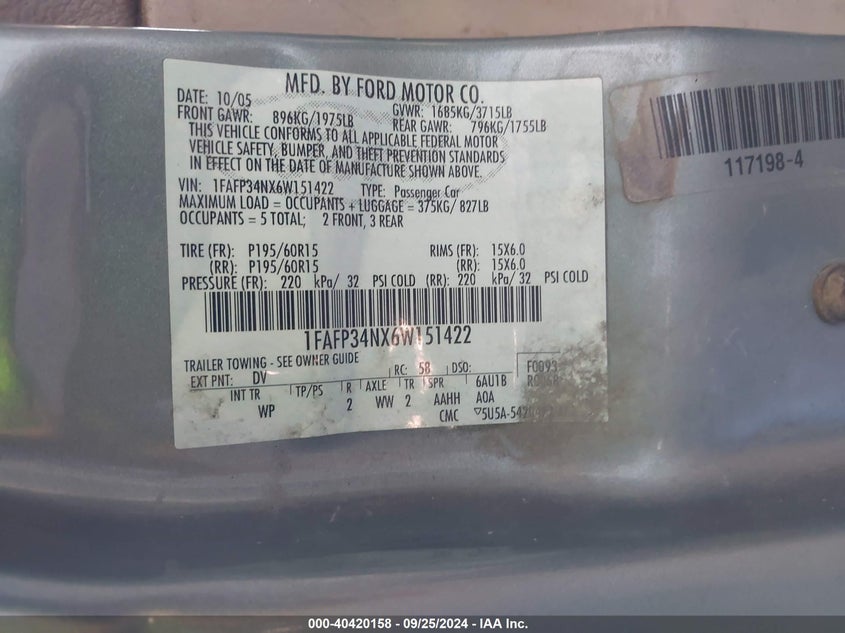 MFD. BY FORD MOTOR CO.
DATE: 10/05 GVWR: 1685KG/3715LB
FRONT GAWR: 896KG/1975LB REAR GAWR: 796KG/1755LB
THIS VEHICLE CONFORMS TO ALL APPLICABLE FEDERAL MOTOR
VEHICLE SAFETY, BUMPER, AND THEFT PREVENTION STANDARDS
IN EFFECT ON THE DATE OF MANUFACTURE SHOWN ABOVE.
VIN: 1FAFP34NX6W151422 TYPE: Passenger Car
MAXIMUM LOAD = OCCUPANTS + LUGGAGE = 375KG/ 827LB
OCCUPANTS = 5 TOTAL; 2 FRONT, 3 REAR
TIRE (FR): P195/60R15 RIMS (FR): 15X6.0
(RR): P195/60R15 (RR): 15X6.0
PRESSURE (FR): 220 kPa/ 32 PSI COLD (RR): 220 kPa/ 32 PSI COLD
1FAFP34NX6W151422
TRAILER TOWING - SEE OWNER GUIDE
EXT PNT: DV RC: 58 DSO:
INT TR TP/PS R AXLE TR SPR 6AU1B
WP 2 WW 2 AAHH AOA
CMC
117198-4
000-40420158 - 09/25/2024 - IAA Inc.